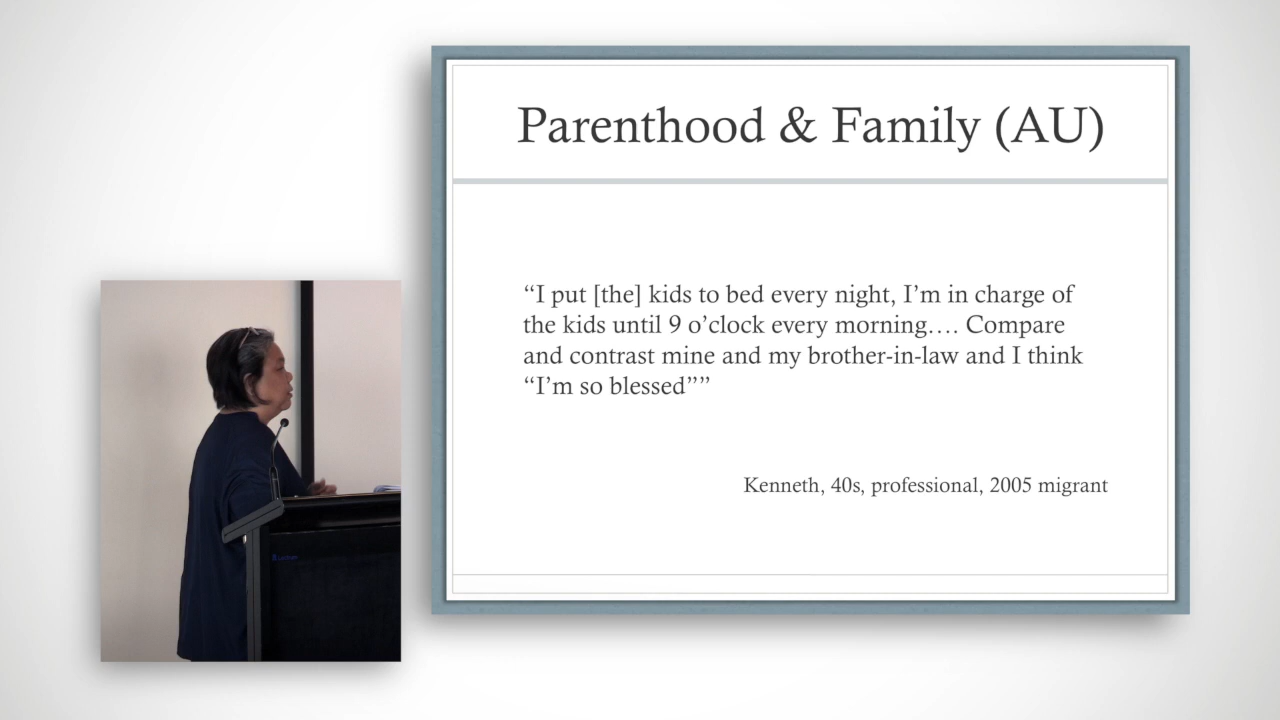 Parenthood & Family (AU)
“I put [the] kids to bed every night, I’m in charge of
the kids until 9 o’clock every morning…. Compare
and contrast mine and my brother-in-law and I think
“I’m so blessed””
Kenneth, 40s, professional, 2005 migrant